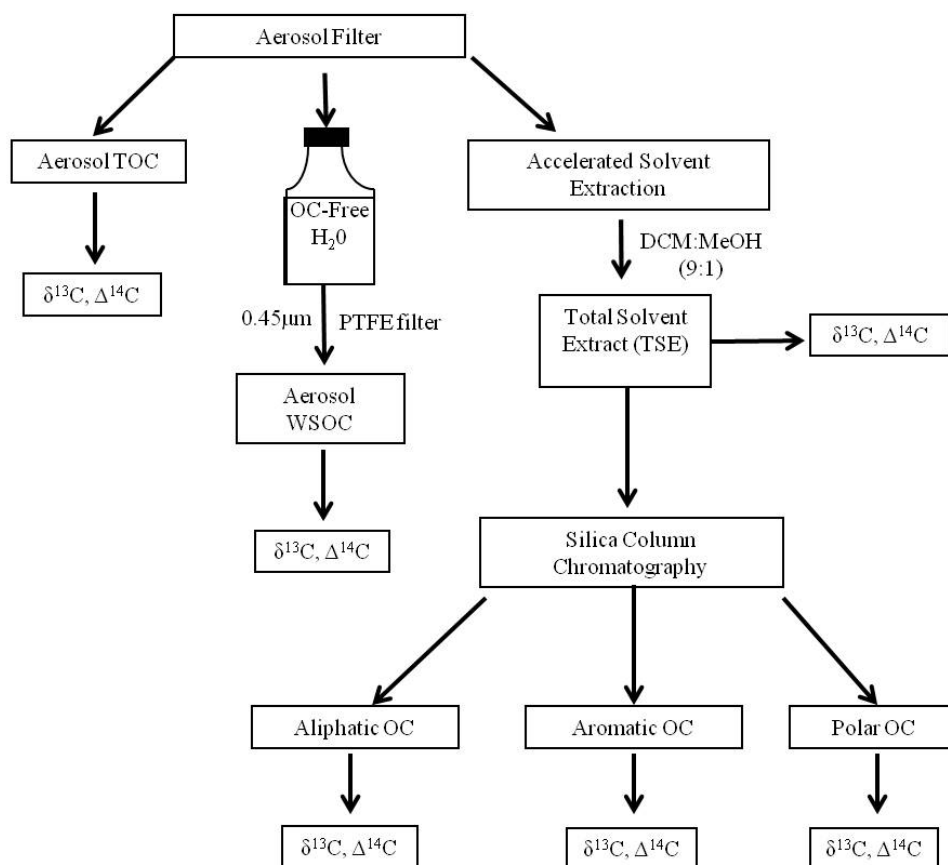 Aerosol Filter
Aerosol TOC
δ¹³C, Δ¹⁴C
OC-Free
H₂0
0.45μm
PTFE filter
Aerosol
WSOC
δ¹³C, Δ¹⁴C
Accelerated Solvent
Extraction
DCM:MeOH
(9:1)
Total Solvent
Extract (TSE)
δ¹³C, Δ¹⁴C
Silica Column
Chromatography
Aliphatic OC
Aromatic OC
Polar OC
δ¹³C, Δ¹⁴C
δ¹³C, Δ¹⁴C
δ¹³C, Δ¹⁴C